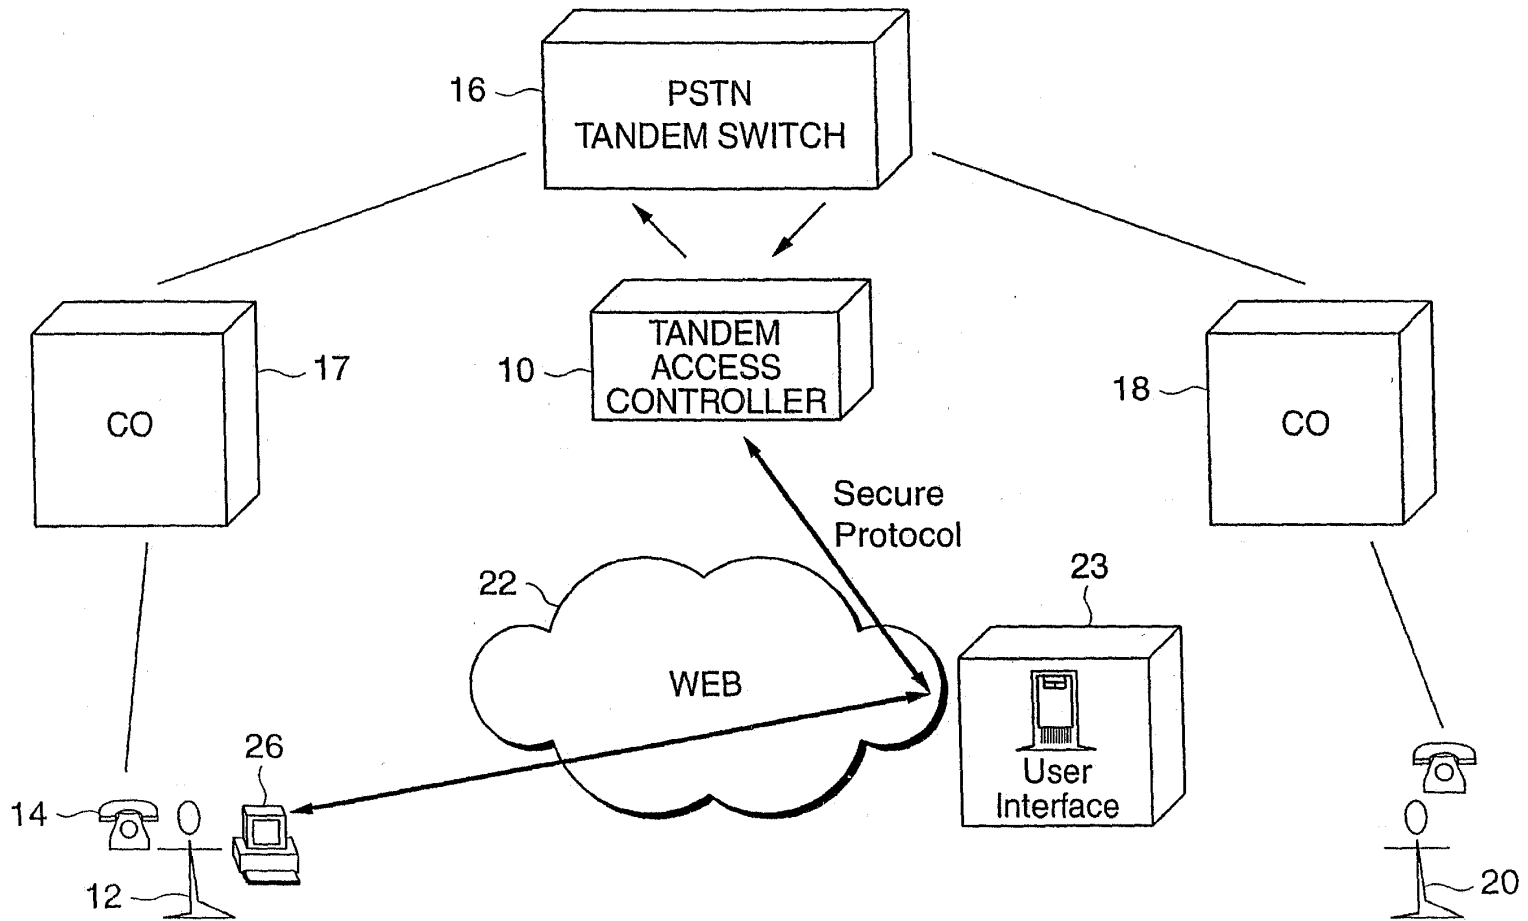 16
PSTN
TANDEM SWITCH
17
10
TANDEM
ACCESS
CONTROLLER
18
CO
CO
Secure
Protocol
22
23
WEB
26
User
Interface
14
12
20